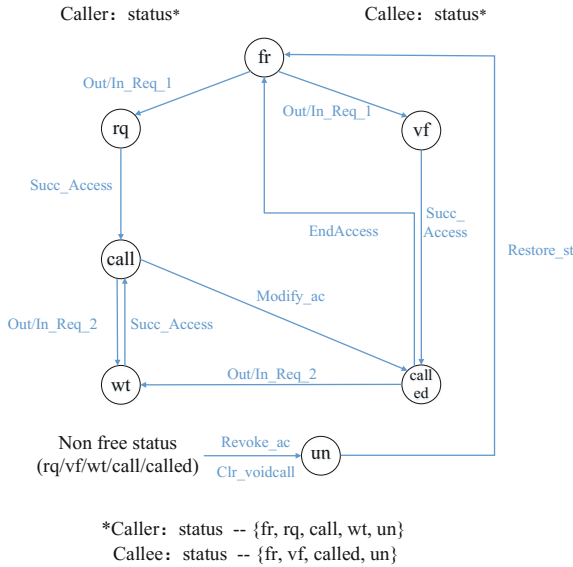 Caller：status*
Callee：status*
fr
Out/In_Req_1
Out/In_Req_1
rq
vf
Succ_Access
Succ_
Access
EndAccess
Restore_st
call
Modify_ac
Out/In_Req_2
Succ_Access
Out/In_Req_2
wt
call
ed
Non free status
(rq/vf/wt/call/called)
Revoke_ac
Clr_voidcall
un
*Caller：status -- {fr, rq, call, wt, un}
Callee：status -- {fr, vf, called, un}